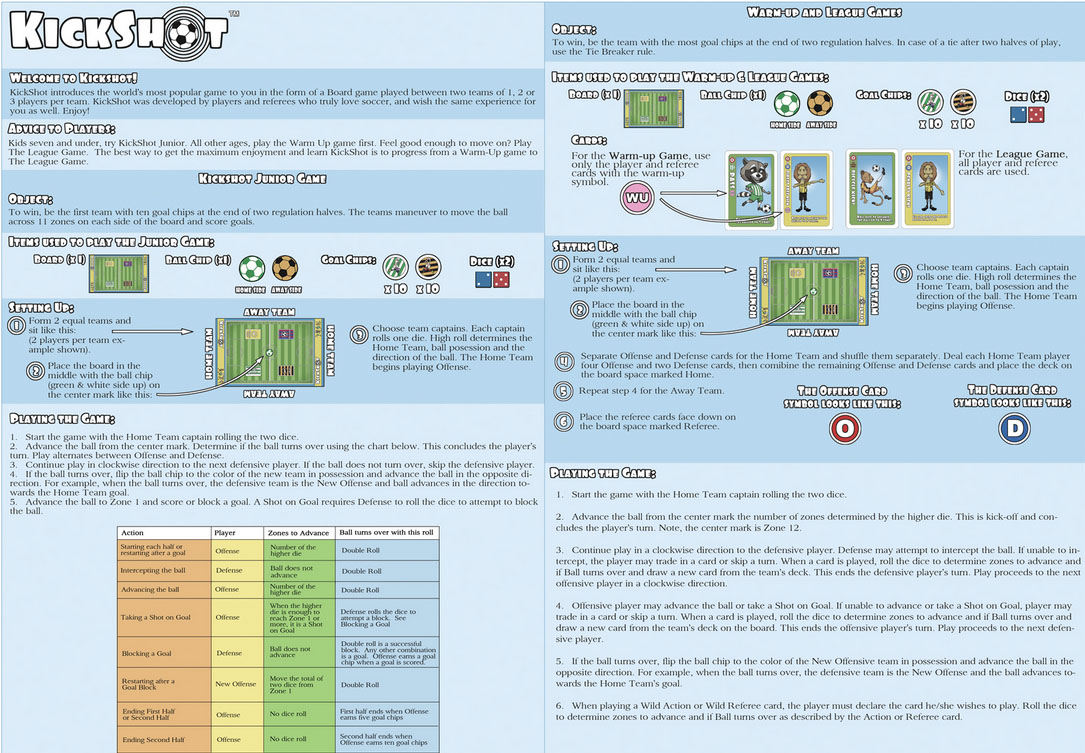 KICKSHOT™
WELCOME TO KICKSHOT!
KickShot introduces the world's most popular game to you in the form of a Board game played between two teams of 1, 2 or
3 players per team. KickShot was developed by players and referees who truly love soccer, and wish the same experience for
you as well. Enjoy!
ADVICE TO PLAYERS:
Kids seven and under, try KickShot Junior. All other ages, play the Warm Up game first. Feel good enough to move on? Play
The League Game.  The best way to get the maximum enjoyment and learn KickShot is to progress from a Warm-Up game to
The League Game.
KICKSHOT JUNIOR GAME
OBJECT:
To win, be the first team with ten goal chips at the end of two regulation halves. The teams maneuver to move the ball
across 11 zones on each side of the board and score goals.
ITEMS USED TO PLAY THE JUNIOR GAME:
BOARD (X 1) BALL CHIP (X1) GOAL CHIPS: DICE (X2)
HOME SIDE AWAY SIDE X 10 X 10
SETTING UP:
1 Form 2 equal teams and
sit like this:
(2 players per team ex-
ample shown).
2 Place the board in the
middle with the ball chip
(green & white side up) on
the center mark like this:
AWAY TEAM
HOME TEAM
HOME TEAM
AWAY TEAM
3 Choose team captains. Each captain
rolls one die. High roll determines the
Home Team, ball posession and the
direction of the ball. The Home Team
begins playing Offense.
PLAYING THE GAME:
1. Start the game with the Home Team captain rolling the two dice.
2. Advance the ball from the center mark. Determine if the ball turns over using the chart below. This concludes the player's
turn. Play alternates between Offense and Defense.
3. Continue play in clockwise direction to the next defensive player. If the ball does not turn over, skip the defensive player.
4. If the ball turns over, flip the ball chip to the color of the new team in possession and advance the ball in the opposite di-
rection. For example, when the ball turns over, the defensive team is the New Offense and ball advances in the direction to-
wards the Home Team goal.
5. Advance the ball to Zone 1 and score or block a goal. A Shot on Goal requires Defense to roll the dice to attempt to block
the ball.
Action Player Zones to Advance Ball turns over with this roll
Starting each half or
restarting after a goal
Offense
Number of the
higher die
Double Roll
Intercepting the ball
Defense
Ball does not
advance
Double Roll
Advancing the ball
Offense
Number of the
higher die
Double Roll
Taking a Shot on Goal
Offense
When the higher
die is enough to
reach Zone 1 or
more, it is a Shot
on Goal
Defense rolls the dice to
attempt a block.  See
Blocking a Goal
Blocking a Goal
Defense
Ball does not
advance
Double roll is a successful
block. Any other combination
is a goal. Offense earns a goal
chip when a goal is scored.
Restarting after a
Goal Block
New Offense
Move the total of
two dice from
Zone 1
Double Roll
Ending First Half
or Second Half
Offense
No dice roll
First half ends when Offense
earns five goal chips
Ending Second Half
Offense
No dice roll
Second half ends when
Offense earns ten goal chips
WARM-UP AND LEAGUE GAMES
OBJECT:
To win, be the team with the most goal chips at the end of two regulation halves. In case of a tie after two halves of play,
use the Tie Breaker rule.
ITEMS USED TO PLAY THE WARM-UP & LEAGUE GAMES:
BOARD (X 1) BALL CHIP (X1) GOAL CHIPS: DICE (X2)
HOME SIDE AWAY SIDE X 10 X 10
CARDS:
For the Warm-up Game, use
only the player and referee
cards with the warm-up
symbol.
WU
For the League Game,
all player and referee
cards are used.
SETTING UP:
1 Form 2 equal teams and
sit like this:
(2 players per team ex-
ample shown).
2 Place the board in the
middle with the ball chip
(green & white side up) on
the center mark like this:
AWAY TEAM
HOME TEAM
HOME TEAM
AWAY TEAM
3 Choose team captains. Each captain
rolls one die. High roll determines the
Home Team, ball posession and the
direction of the ball. The Home Team
begins playing Offense.
4 Separate Offense and Defense cards for the Home Team and shuffle them separately. Deal each Home Team player
four Offense and two Defense cards, then combine the remaining Offense and Defense cards and place the deck on
the board space marked Home.
5 Repeat step 4 for the Away Team.
6 Place the referee cards face down on
the board space marked Referee.
THE OFFENSE CARD
SYMBOL LOOKS LIKE THIS:
O
THE DEFENSE CARD
SYMBOL LOOKS LIKE THIS:
D
PLAYING THE GAME:
1. Start the game with the Home Team captain rolling the two dice.
2. Advance the ball from the center mark the number of zones determined by the higher die. This is kick-off and con-
cludes the player's turn. Note, the center mark is Zone 12.
3. Continue play in a clockwise direction to the defensive player. Defense may attempt to intercept the ball. If unable to in-
tercept, the player may trade in a card or skip a turn. When a card is played, roll the dice to determine zones to advance and
if Ball turns over and draw a new card from the team's deck. This ends the defensive player's turn. Play proceeds to the next
offensive player in a clockwise direction.
4. Offensive player may advance the ball or take a Shot on Goal. If unable to advance or take a Shot on Goal, player may
trade in a card or skip a turn. When a card is played, roll the dice to determine zones to advance and if Ball turns over and
draw a new card from the team's deck on the board. This ends the offensive player's turn. Play proceeds to the next defen-
sive player.
5. If the ball turns over, flip the ball chip to the color of the New Offensive team in possession and advance the ball in the
opposite direction. For example, when the ball turns over, the defensive team is the New Offense and the ball advances to-
wards the Home Team's goal.
6. When playing a Wild Action or Wild Referee card, the player must declare the card he/she wishes to play. Roll the dice
to determine zones to advance and if Ball turns over as described by the Action or Referee card.